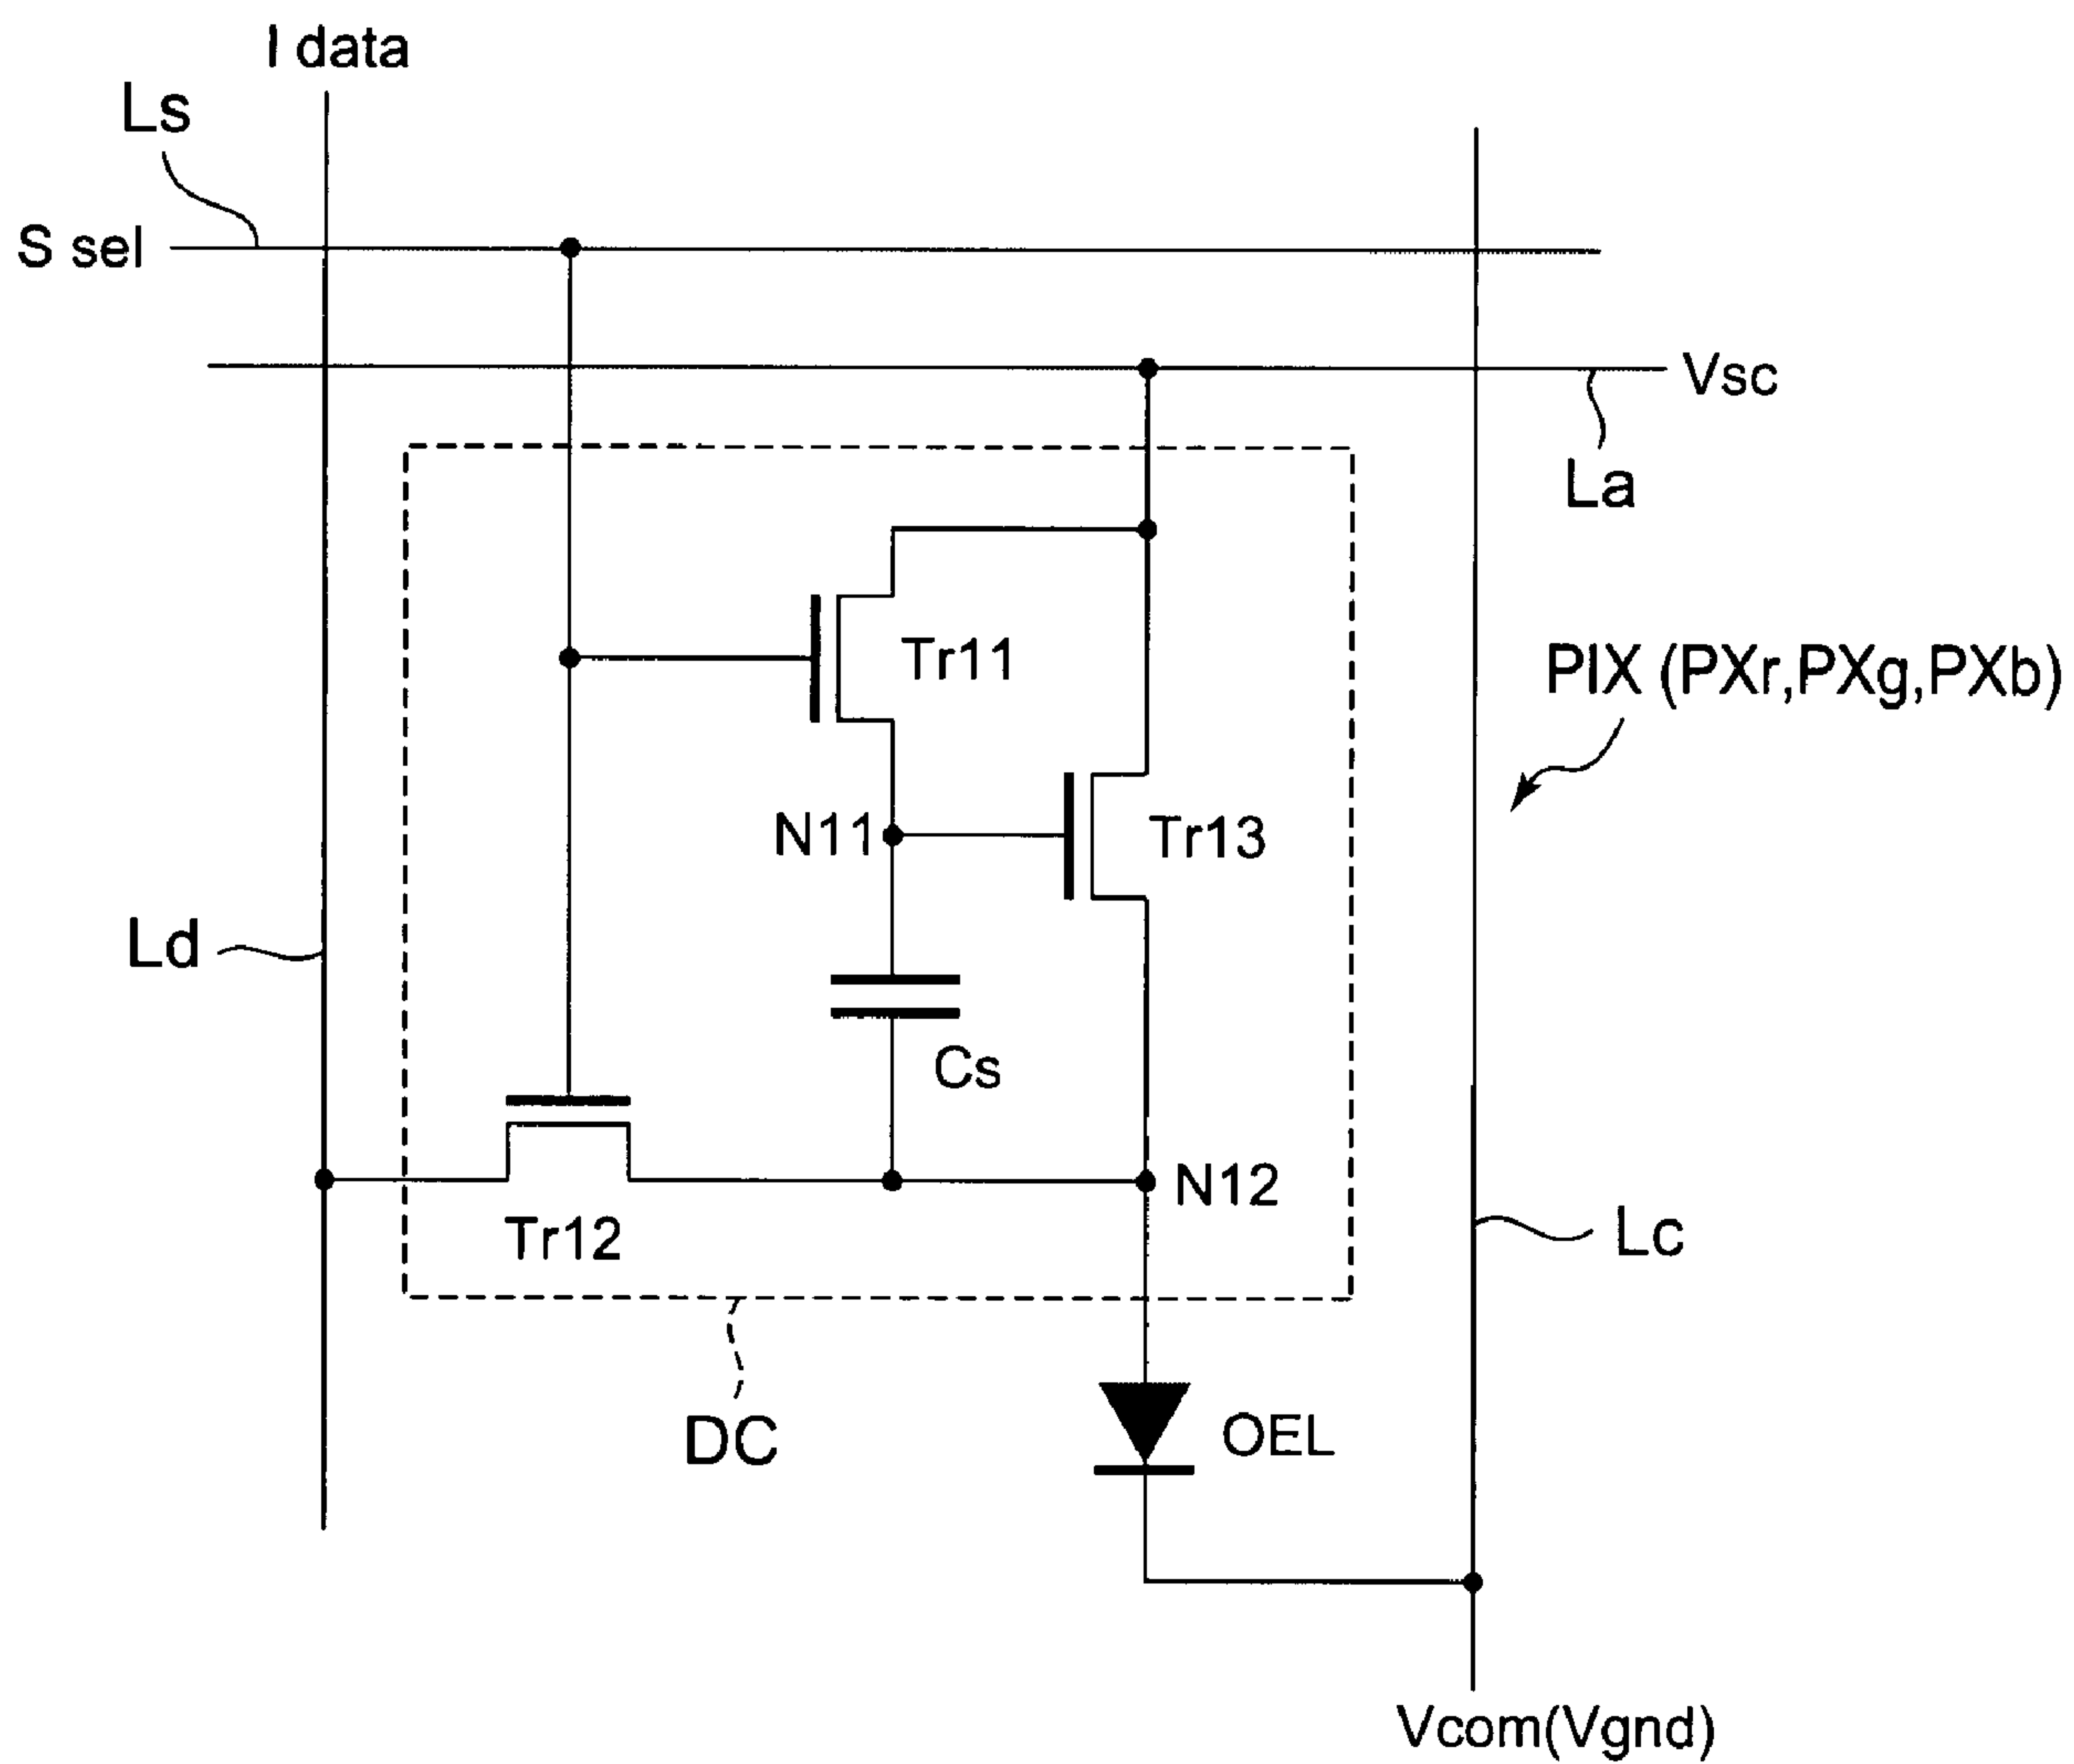 I data
Ls
S sel
Vsc
La
Tr11
PIX (PXr,PXg,PXb)
N11
Tr13
Ld
Cs
N12
Tr12
Lc
DC
OEL
Vcom(Vgnd)